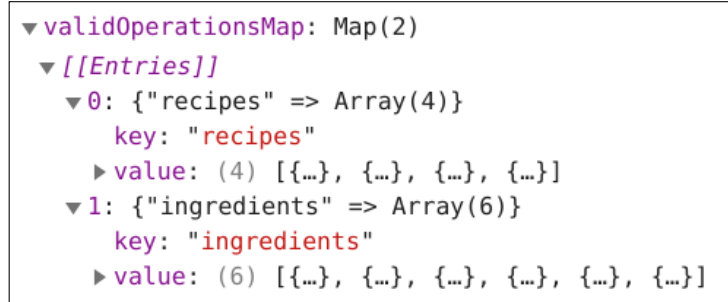 ▼validOperationsMap: Map(2)
▼[[Entries]]
▼0: {"recipes" => Array(4)}
key: "recipes"
▶value: (4) [{…}, {…}, {…}, {…}]
▼1: {"ingredients" => Array(6)}
key: "ingredients"
▶value: (6) [{…}, {…}, {…}, {…}, {…}, {…}]